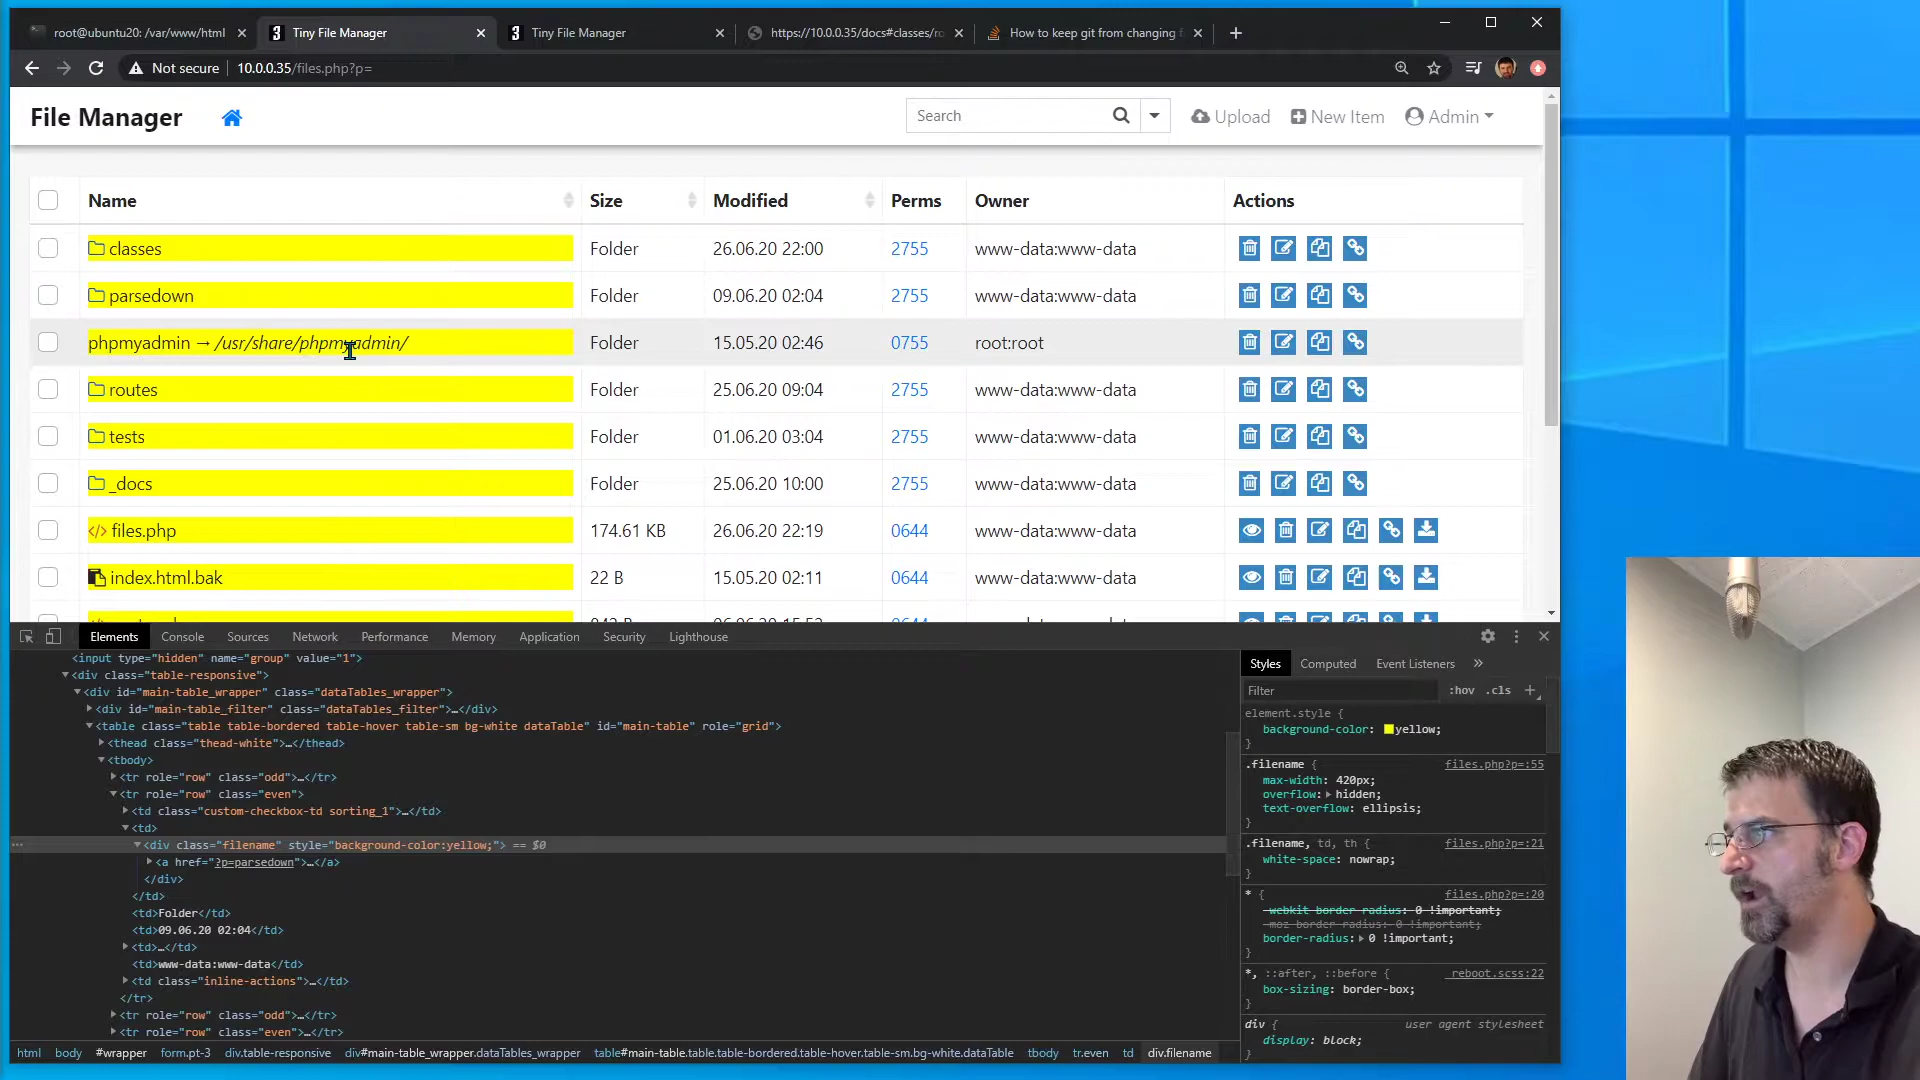 root@ubuntu20: /var/www/html
Tiny File Manager
Tiny File Manager
https://10.0.0.35/docs#classes/ro
How to keep git from changing f
Not secure
10.0.0.35/files.php?p=
File Manager
Search
Upload
New Item
Admin
Name
Size
Modified
Perms
Owner
Actions
classes
Folder
26.06.20 22:00
2755
www-data:www-data
parsedown
Folder
09.06.20 02:04
2755
www-data:www-data
phpmyadmin → /usr/share/phpmyadmin/
Folder
15.05.20 02:46
0755
root:root
routes
Folder
25.06.20 09:04
2755
www-data:www-data
tests
Folder
01.06.20 03:04
2755
www-data:www-data
_docs
Folder
25.06.20 10:00
2755
www-data:www-data
files.php
174.61 KB
26.06.20 22:19
0644
www-data:www-data
index.html.bak
22 B
15.05.20 02:11
0644
www-data:www-data
Elements
Console
Sources
Network
Performance
Memory
Application
Security
Lighthouse
<input type="hidden" name="group" value="1">
<div class="table-responsive">
<div id="main-table_wrapper" class="dataTables_wrapper">
<div id="main-table_filter" class="dataTables_filter">…</div>
<table class="table table-bordered table-hover table-sm bg-white dataTable" id="main-table" role="grid">
<thead class="thead-white">…</thead>
<tbody>
<tr role="row" class="odd">…</tr>
<tr role="row" class="even">
<td class="custom-checkbox-td sorting_1">…</td>
<td>
<div class="filename" style="background-color:yellow;"> == $0
<a href="?p=parsedown">…</a>
</div>
</td>
<td>Folder</td>
<td>09.06.20 02:04</td>
<td>…</td>
<td>www-data:www-data</td>
<td class="inline-actions">…</td>
</tr>
<tr role="row" class="odd">…</tr>
<tr role="row" class="even">…</tr>
html
body
#wrapper
form.pt-3
div.table-responsive
div#main-table_wrapper.dataTables_wrapper
table#main-table.table.table-bordered.table-hover.table-sm.bg-white.dataTable
tbody
tr.even
td
div.filename
Styles
Computed
Event Listeners
»
Filter
:hov
.cls
+
element.style {
background-color: yellow;
}
.filename {
files.php?p=:55
max-width: 420px;
overflow: hidden;
text-overflow: ellipsis;
}
.filename, td, th {
files.php?p=:21
white-space: nowrap;
}
* {
files.php?p=:20
-webkit-border-radius: 0 !important;
-moz-border-radius: 0 !important;
border-radius: 0 !important;
}
*, ::after, ::before {
_reboot.scss:22
box-sizing: border-box;
}
div {
user agent stylesheet
display: block;
}